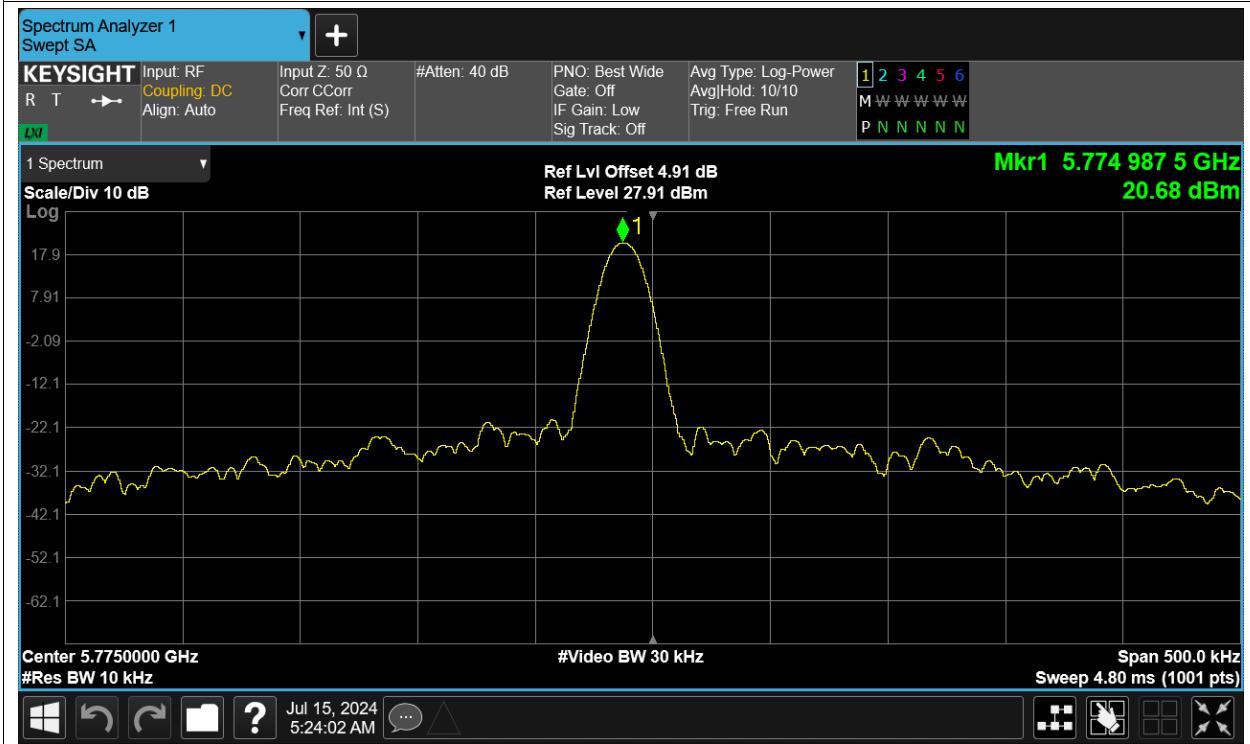 Spectrum Analyzer 1
Swept SA
+
KEYSIGHT
R T
LXI
Input: RF
Coupling: DC
Align: Auto
Input Z: 50 Ω
Corr CCorr
Freq Ref: Int (S)
#Atten: 40 dB
PNO: Best Wide
Gate: Off
IF Gain: Low
Sig Track: Off
Avg Type: Log-Power
Avg|Hold: 10/10
Trig: Free Run
1 2 3 4 5 6
M W W W W W
P N N N N N
1 Spectrum
Scale/Div 10 dB
Log
Ref Lvl Offset 4.91 dB
Ref Level 27.91 dBm
Mkr1 5.774 987 5 GHz
20.68 dBm
1
17.9
7.91
-2.09
-12.1
-22.1
-32.1
-42.1
-52.1
-62.1
Center 5.7750000 GHz
#Res BW 10 kHz
#Video BW 30 kHz
Span 500.0 kHz
Sweep 4.80 ms (1001 pts)
?
Jul 15, 2024
5:24:02 AM